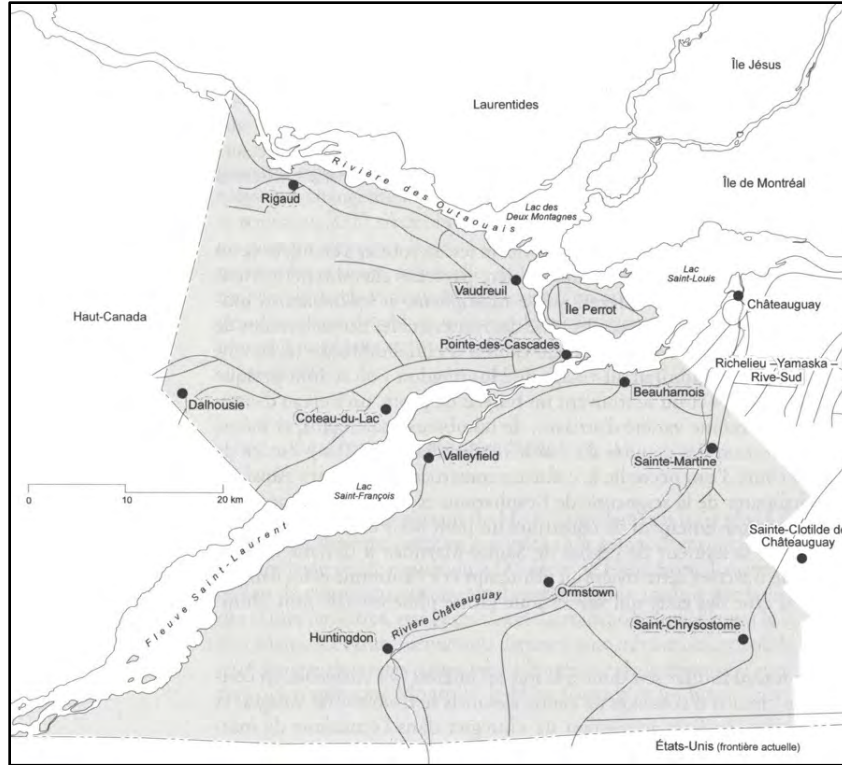 Île Jésus
Laurentides
Rivière des Outaouais
Rigaud
Île de Montréal
Lac des
Deux Montagnes
Lac
Saint-Louis
Vaudreuil
Châteauguay
Île Perrot
Haut-Canada
Pointe-des-Cascades
Richelieu –Yamaska –
Rive-Sud
Beauharnois
Dalhousie
Coteau-du-Lac
Valleyfield
Sainte-Martine
0 10 20 km
Lac
Saint-François
Sainte-Clotilde de
Châteauguay
Fleuve Saint-Laurent
Ormstown
Rivière Châteauguay
Saint-Chrysostome
Huntingdon
États-Unis (frontière actuelle)